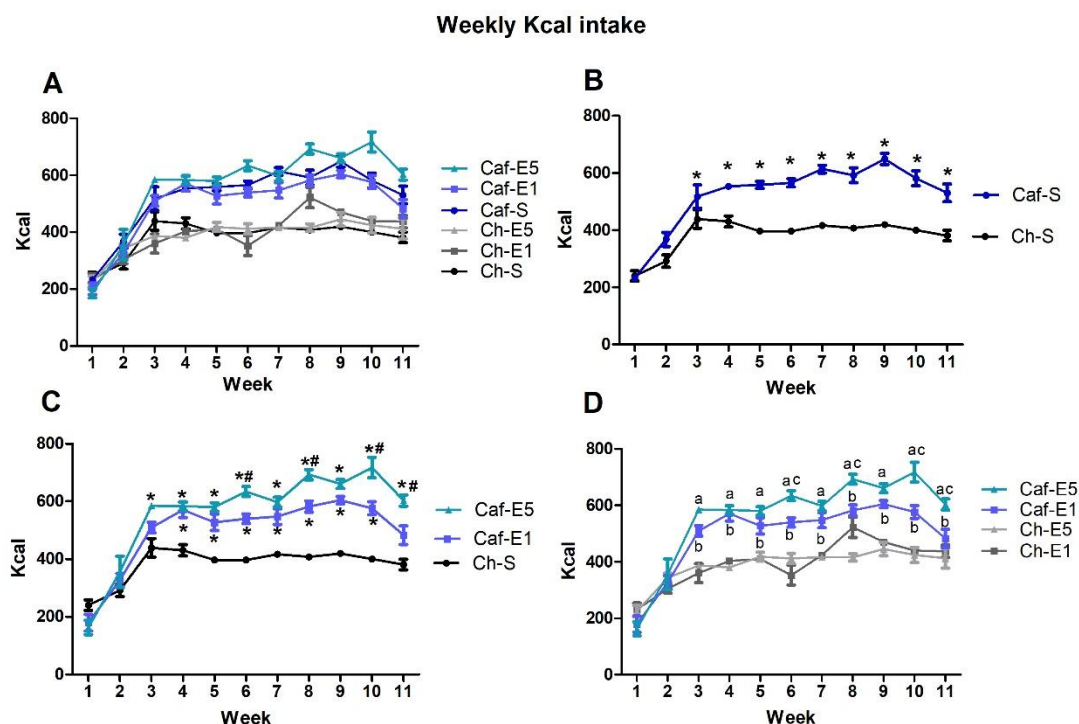 Weekly Kcal intake
A
Kcal
800
600
400
200
0
1 2 3 4 5 6 7 8 9 10 11
Week
Caf-E5
Caf-E1
Caf-S
Ch-E5
Ch-E1
Ch-S
B
Kcal
800
600
400
200
0
* * * * * * * * *
1 2 3 4 5 6 7 8 9 10 11
Week
Caf-S
Ch-S
C
Kcal
800
600
400
200
0
* * * *# * *# * *# *#
* * * * * * *
1 2 3 4 5 6 7 8 9 10 11
Week
Caf-E5
Caf-E1
Ch-S
D
Kcal
800
600
400
200
0
a a a ac a ac a ac ac
b b b b b b b b b
1 2 3 4 5 6 7 8 9 10 11
Week
Caf-E5
Caf-E1
Ch-E5
Ch-E1